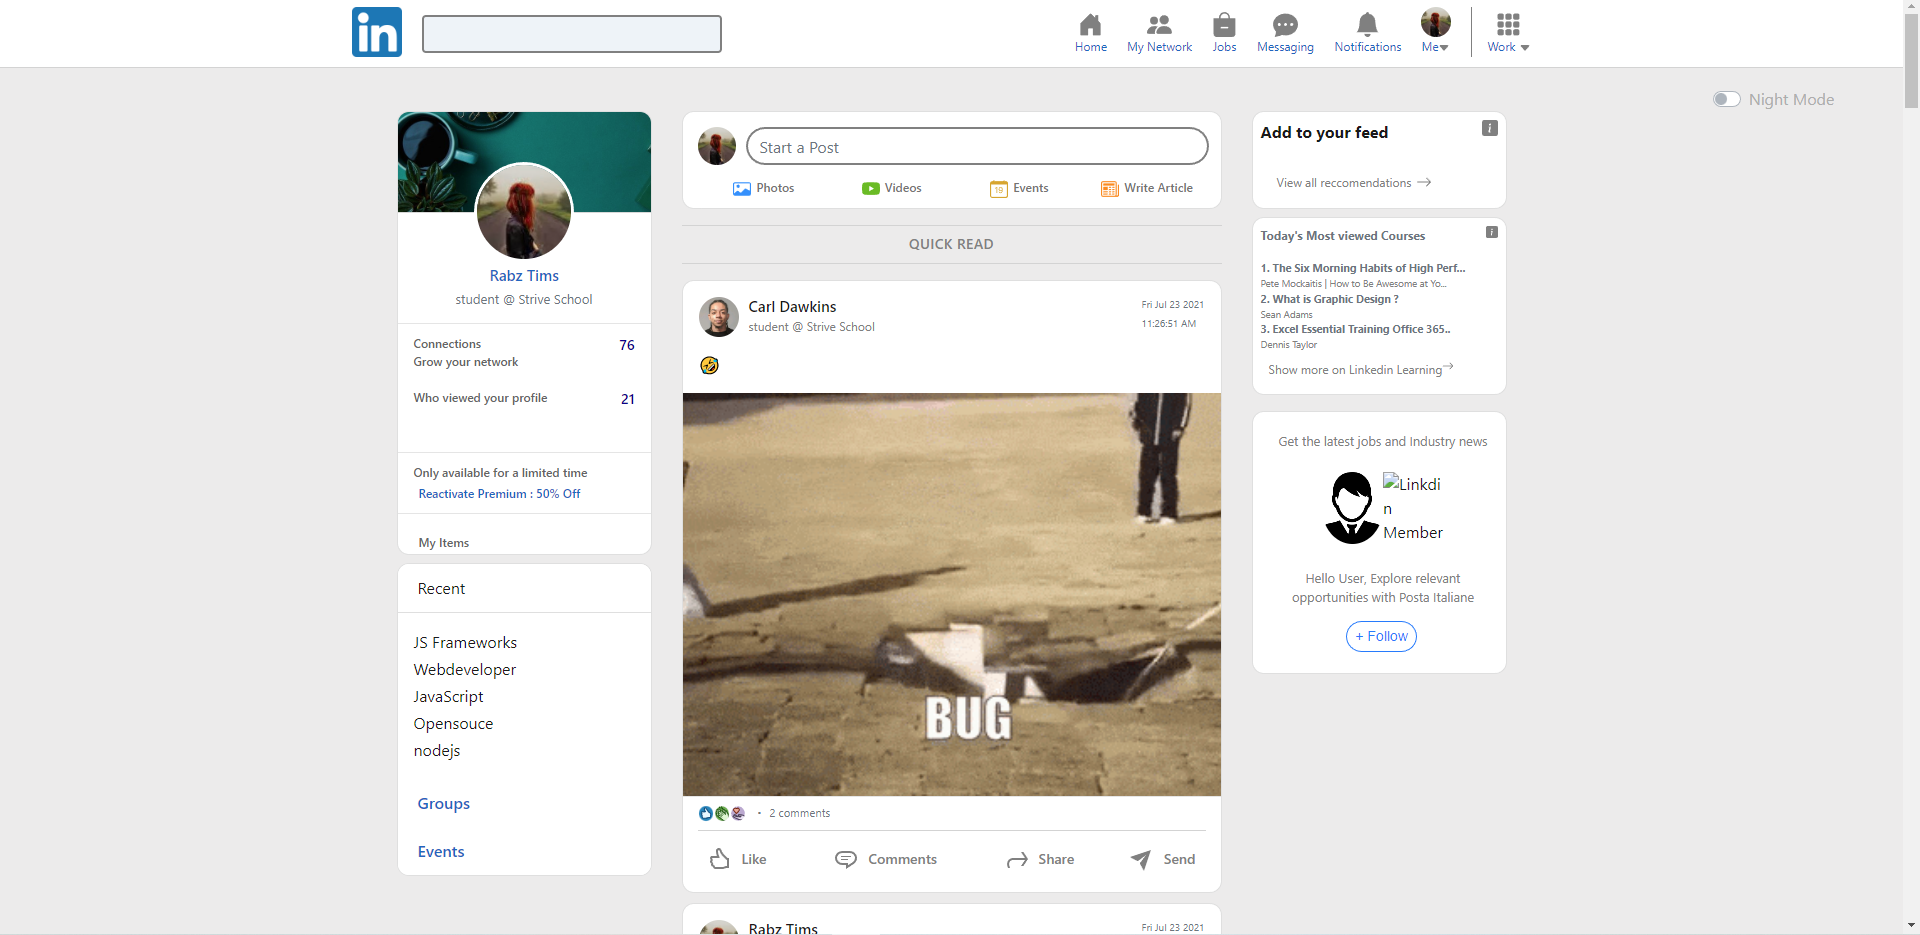 in
Home
My Network
Jobs
Messaging
Notifications
Me
Work
Night Mode
Rabz Tims
student @ Strive School
Connections 76
Grow your network
Who viewed your profile 21
Only available for a limited time
Reactivate Premium : 50% Off
My Items
Recent
JS Frameworks
Webdeveloper
JavaScript
Opensouce
nodejs
Groups
Events
Start a Post
Photos
Videos
19
Events
Write Article
QUICK READ
Carl Dawkins
student @ Strive School
Fri Jul 23 2021
11:26:51 AM
🤣
BUG
• 2 comments
Like
Comments
Share
Send
Rabz Tims
Fri Jul 23 2021
Add to your feed
i
View all reccomendations →
Today's Most viewed Courses
i
1. The Six Morning Habits of High Perf...
Pete Mockaitis | How to Be Awesome at Yo...
2. What is Graphic Design ?
Sean Adams
3. Excel Essential Training Office 365..
Dennis Taylor
Show more on Linkedin Learning→
Get the latest jobs and Industry news
Linkdi
n
Member
Hello User, Explore relevant
opportunities with Posta Italiane
+ Follow